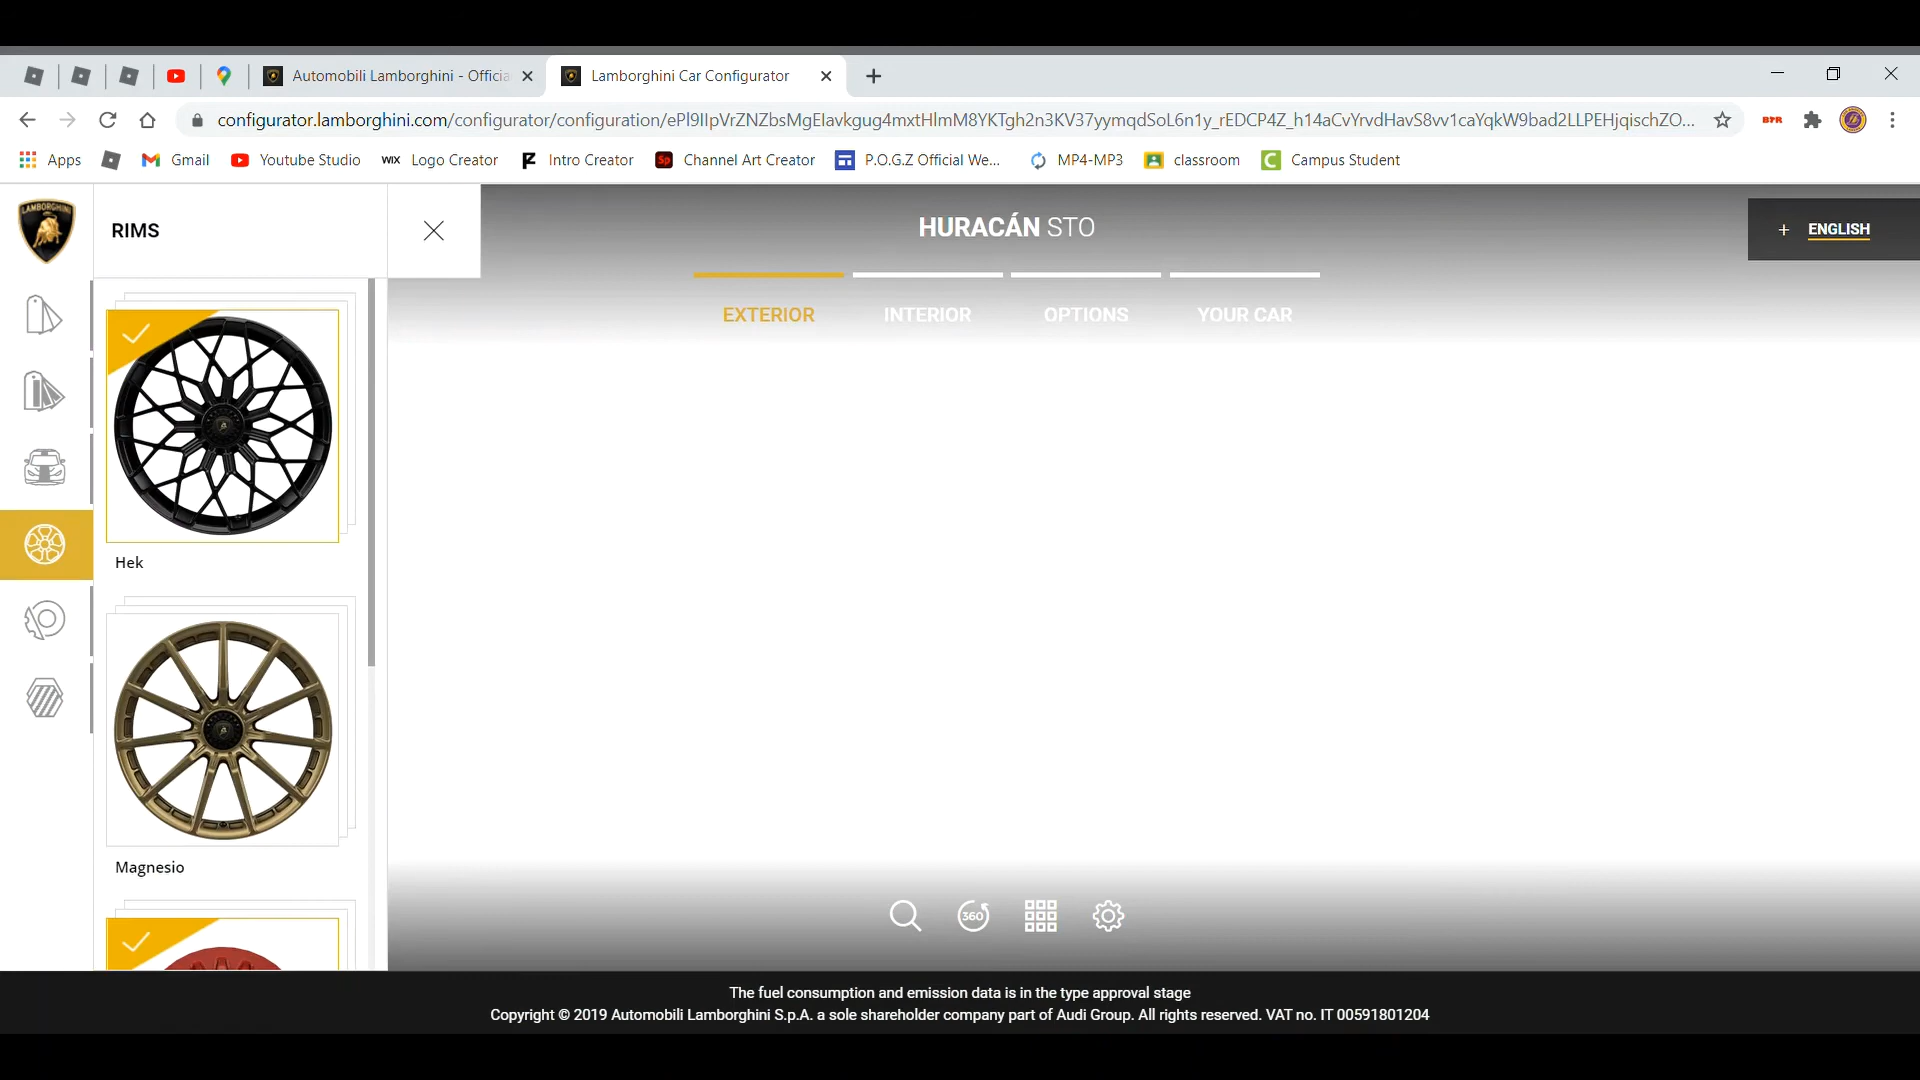 Automobili Lamborghini - Officia
Lamborghini Car Configurator
configurator.lamborghini.com/configurator/configuration/ePl9IIpVrZNZbsMgEIavkgug4mxtHlmM8YKTgh2n3KV37yymqdSoL6n1y_rEDCP4Z_h14aCvYrvdHavS8vv1caYqkW9bad2LLPEHjqischZO...
Apps
Gmail
Youtube Studio
WIX Logo Creator
Intro Creator
Sp Channel Art Creator
P.O.G.Z Official We...
MP4-MP3
classroom
C Campus Student
LAMBORGHINI
RIMS
HURACÁN STO
+ ENGLISH
EXTERIOR
INTERIOR
OPTIONS
YOUR CAR
Hek
Magnesio
360
The fuel consumption and emission data is in the type approval stage
Copyright © 2019 Automobili Lamborghini S.p.A. a sole shareholder company part of Audi Group. All rights reserved. VAT no. IT 00591801204